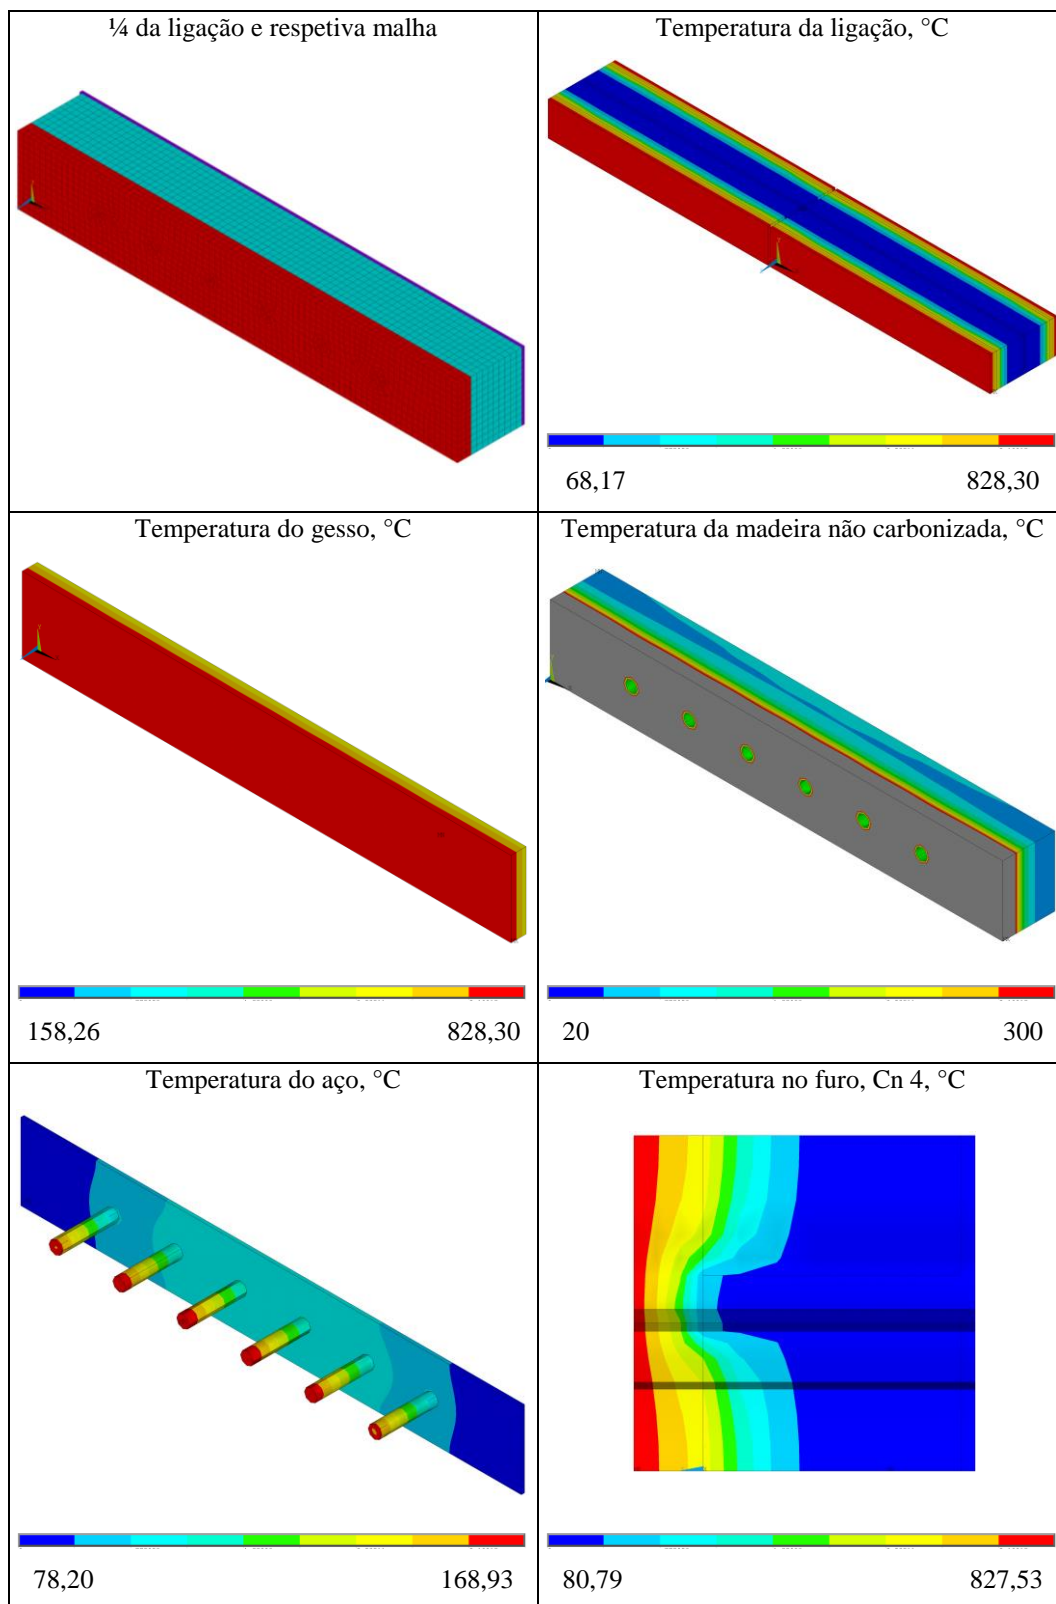 ¼ da ligação e respetiva malha
Temperatura da ligação, °C
68,17 828,30
Temperatura do gesso, °C
Temperatura da madeira não carbonizada, °C
158,26 828,30
20 300
Temperatura do aço, °C
Temperatura no furo, Cn 4, °C
78,20 168,93
80,79 827,53